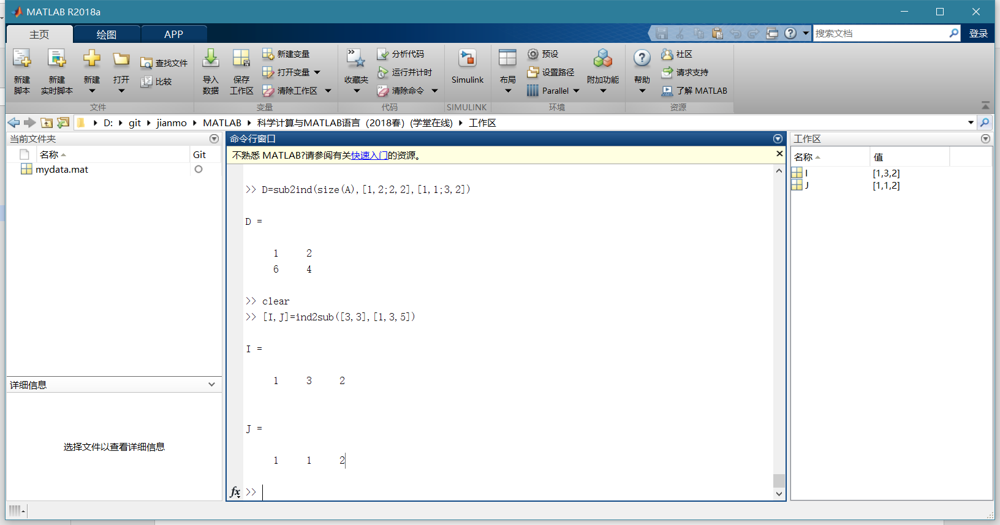 MATLAB R2018a
主页
绘图
APP
搜索文档
登录
新建
脚本
新建
实时脚本
新建
打开
查找文件
比较
文件
导入
数据
保存
工作区
新建变量
打开变量
清除工作区
变量
收藏夹
分析代码
运行并计时
清除命令
代码
Simulink
SIMULINK
布局
预设
设置路径
Parallel
附加功能
环境
帮助
社区
请求支持
了解 MATLAB
资源
D: git jianmo MATLAB 科学计算与MATLAB语言（2018春）(学堂在线) 工作区
当前文件夹
名称 Git
mydata.mat
详细信息
选择文件以查看详细信息
命令行窗口
不熟悉 MATLAB?请参阅有关快速入门的资源。
>> D=sub2ind(size(A),[1,2;2,2],[1,1;3,2])
D =
1 2
6 4
>> clear
>> [I,J]=ind2sub([3,3],[1,3,5])
I =
1 3 2
J =
1 1 2
fx >>
工作区
名称 值
I [1,3,2]
J [1,1,2]